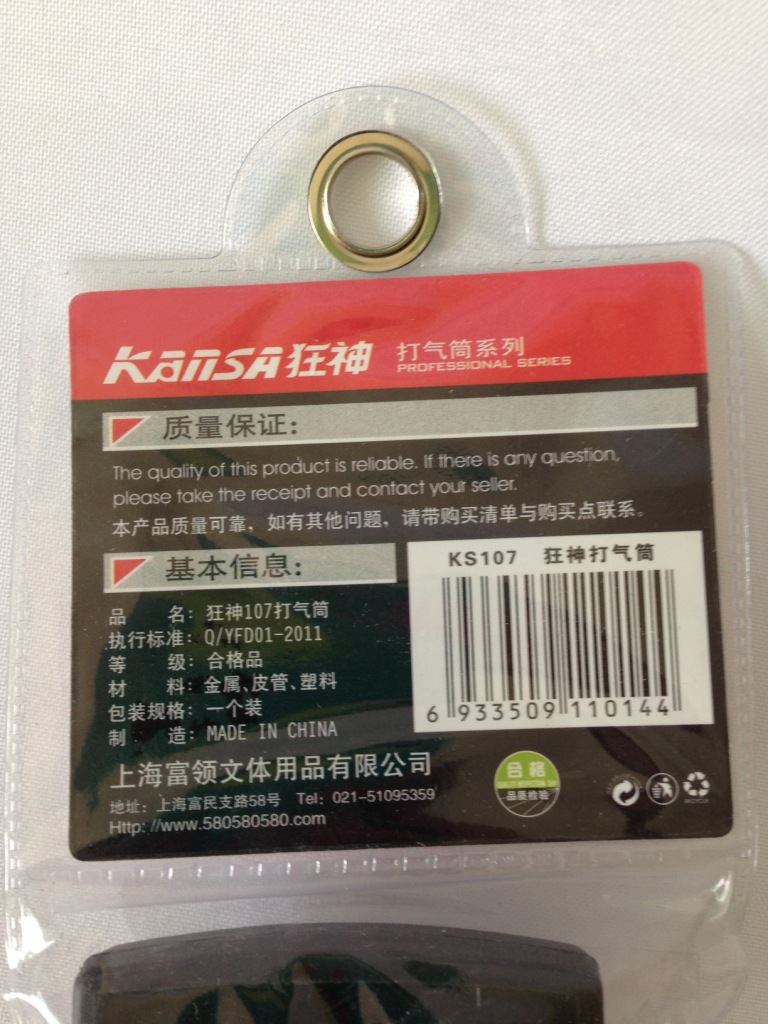 KANSA狂神 打气筒系列
PROFESSIONAL SERIES
质量保证:
The quality of this product is reliable. If there is any question,
please take the receipt and contact your seller.
本产品质量可靠，如有其他问题，请带购买清单与购买点联系。
基本信息:
KS107 狂神打气筒
品 名: 狂神107打气筒
执行标准: Q/YFD01-2011
等 级: 合格品
材 料: 金属、皮管、塑料
包装规格: 一个装
制 造: MADE IN CHINA
6 933509 110144
上海富领文体用品有限公司
地址: 上海富民支路58号 Tel: 021-51095359
Http: //www.580580580.com
合格
品质检验